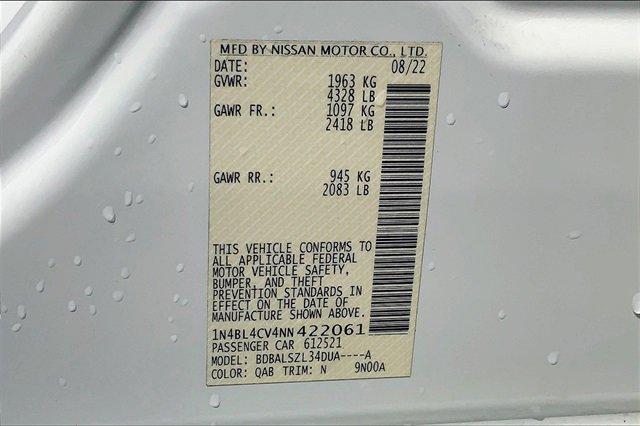 MFD BY NISSAN MOTOR CO., LTD.
DATE: 08/22
GVWR: 1963 KG
4328 LB
GAWR FR.: 1097 KG
2418 LB
GAWR RR.: 945 KG
2083 LB
THIS VEHICLE CONFORMS TO
ALL APPLICABLE FEDERAL
MOTOR VEHICLE SAFETY,
BUMPER, AND THEFT
PREVENTION STANDARDS IN
EFFECT ON THE DATE OF
MANUFACTURE SHOWN ABOVE.
1N4BL4CV4NN422061
PASSENGER CAR 612521
MODEL: BDBALSZL34DUA----A
COLOR: QAB TRIM: N 9N00A